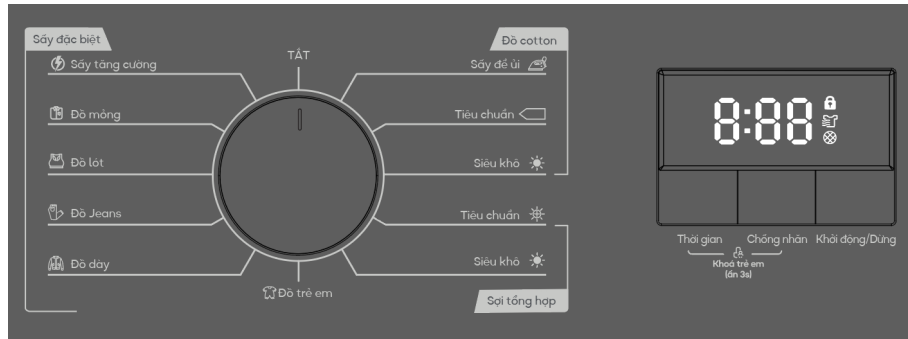 Sấy đặc biệt
Sấy tăng cường
Đồ mỏng
Đồ lót
Đồ Jeans
Đồ dày
TẮT
Đồ trẻ em
Đồ cotton
Sấy để ủi
Tiêu chuẩn
Siêu khô
Tiêu chuẩn
Siêu khô
Sợi tổng hợp
8:88
Thời gian
Chống nhăn
Khởi động/Dừng
Khoá trẻ em
(ấn 3s)